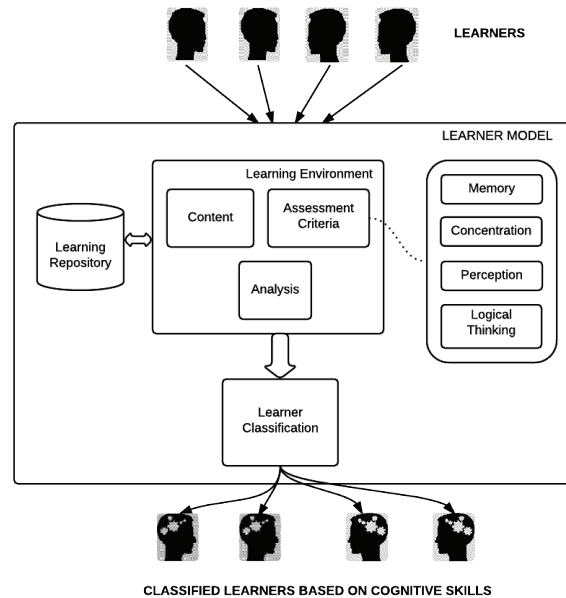 LEARNERS
LEARNER MODEL
Learning Environment
Content
Assessment
Criteria
Analysis
Learning
Repository
Memory
Concentration
Perception
Logical
Thinking
Learner
Classification
CLASSIFIED LEARNERS BASED ON COGNITIVE SKILLS